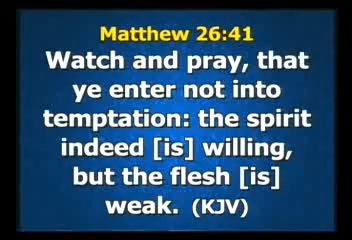 Matthew 26:41
Watch and pray, that
ye enter not into
temptation: the spirit
indeed [is] willing,
but the flesh [is]
weak. (KJV)